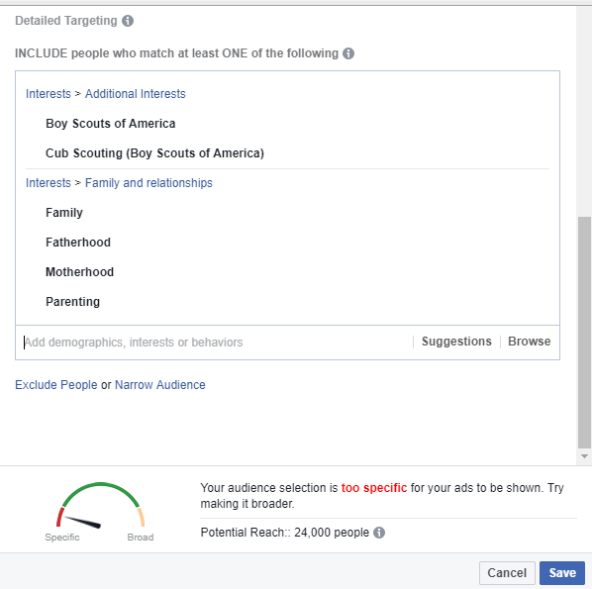 Detailed Targeting
INCLUDE people who match at least ONE of the following
Interests > Additional Interests
Boy Scouts of America
Cub Scouting (Boy Scouts of America)
Interests > Family and relationships
Family
Fatherhood
Motherhood
Parenting
Add demographics, interests or behaviors Suggestions Browse
Exclude People or Narrow Audience
Your audience selection is too specific for your ads to be shown. Try
making it broader.
Specific Broad
Potential Reach:: 24,000 people
Cancel Save